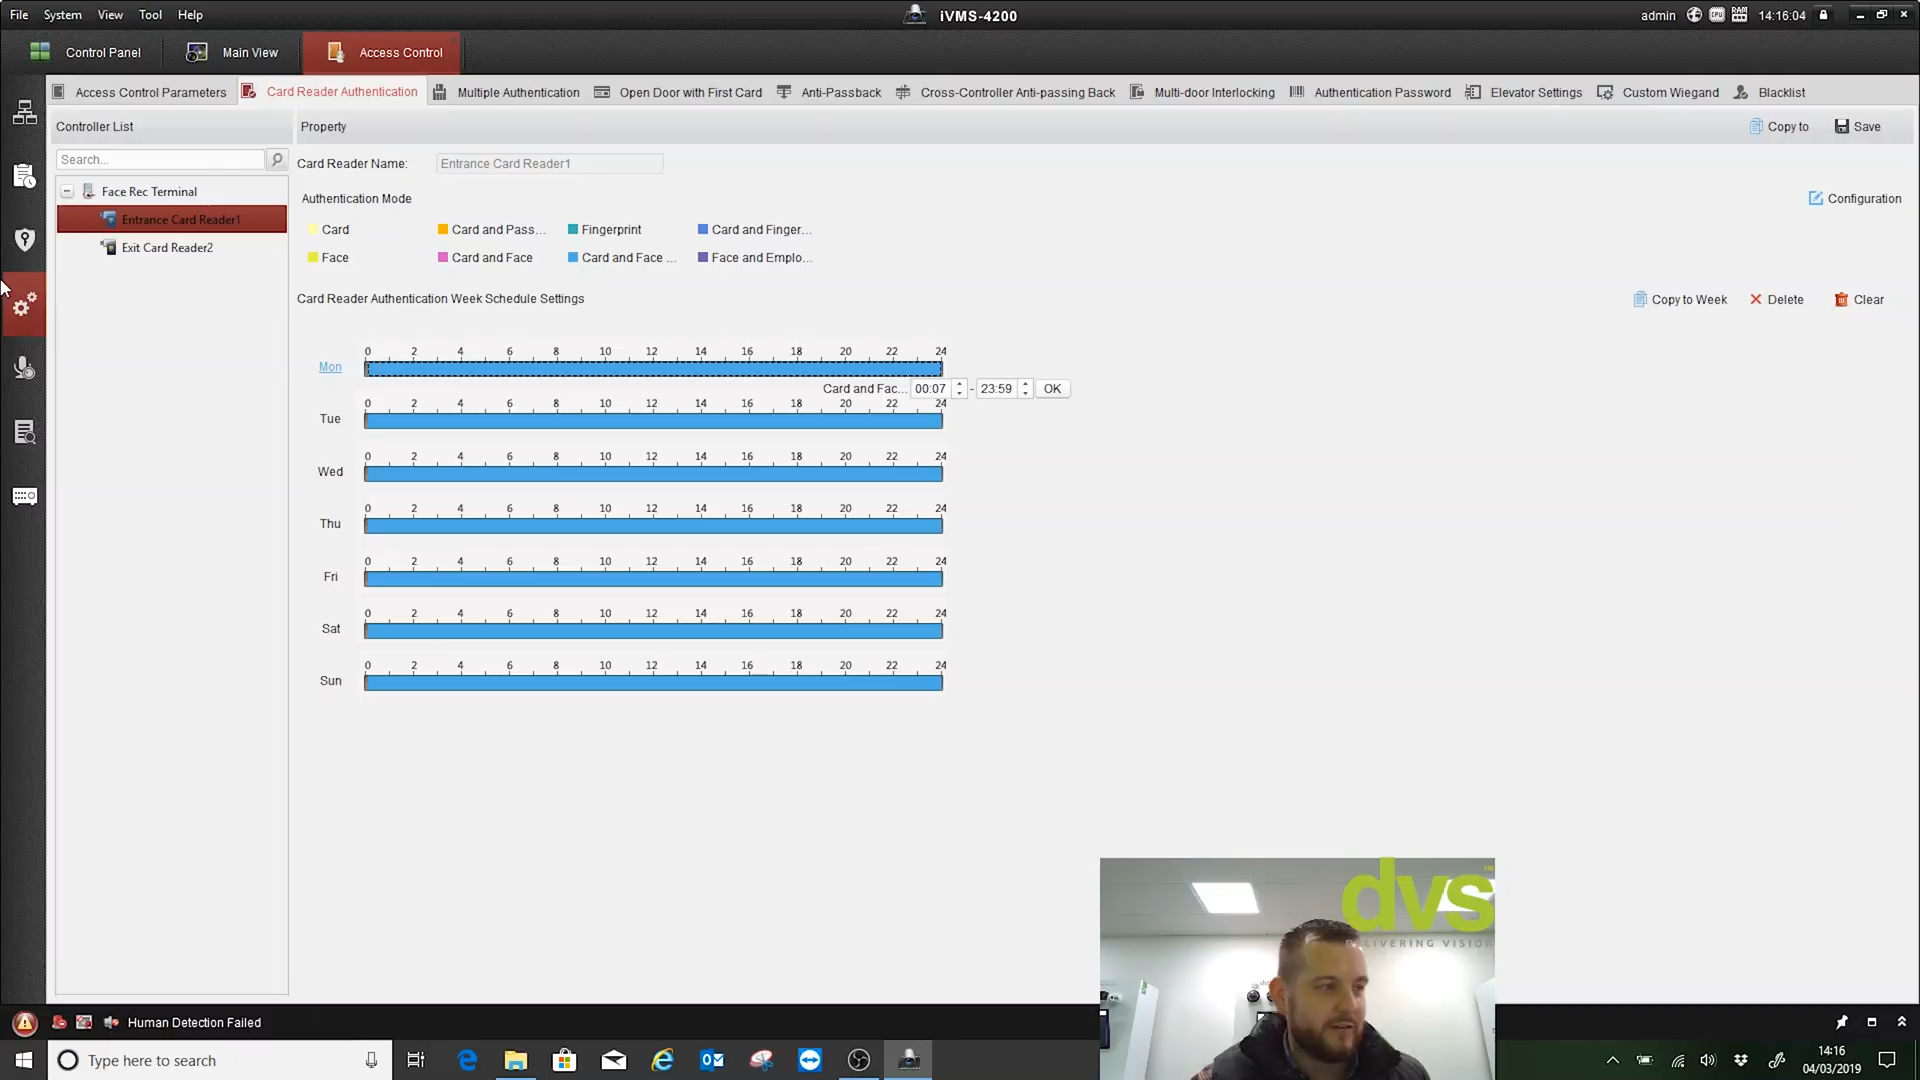 File System View Tool Help
iVMS-4200
admin 14:16:04
Control Panel Main View Access Control
Access Control Parameters Card Reader Authentication Multiple Authentication Open Door with First Card Anti-Passback Cross-Controller Anti-passing Back Multi-door Interlocking Authentication Password Elevator Settings Custom Wiegand Blacklist
Controller List
Property
Copy to Save
Search...
Card Reader Name: Entrance Card Reader1
Face Rec Terminal
Entrance Card Reader1
Exit Card Reader2
Authentication Mode
Configuration
Card Card and Pass... Fingerprint Card and Finger...
Face Card and Face Card and Face ... Face and Emplo...
Card Reader Authentication Week Schedule Settings
Copy to Week Delete Clear
0 2 4 6 8 10 12 14 16 18 20 22 24
Mon
Card and Fac... 00:07 - 23:59 OK
0 2 4 6 8 10 12 14 16 18 20 22 24
Tue
0 2 4 6 8 10 12 14 16 18 20 22 24
Wed
0 2 4 6 8 10 12 14 16 18 20 22 24
Thu
0 2 4 6 8 10 12 14 16 18 20 22 24
Fri
0 2 4 6 8 10 12 14 16 18 20 22 24
Sat
0 2 4 6 8 10 12 14 16 18 20 22 24
Sun
dvs
DELIVERING VISION
Human Detection Failed
Type here to search
14:16
04/03/2019